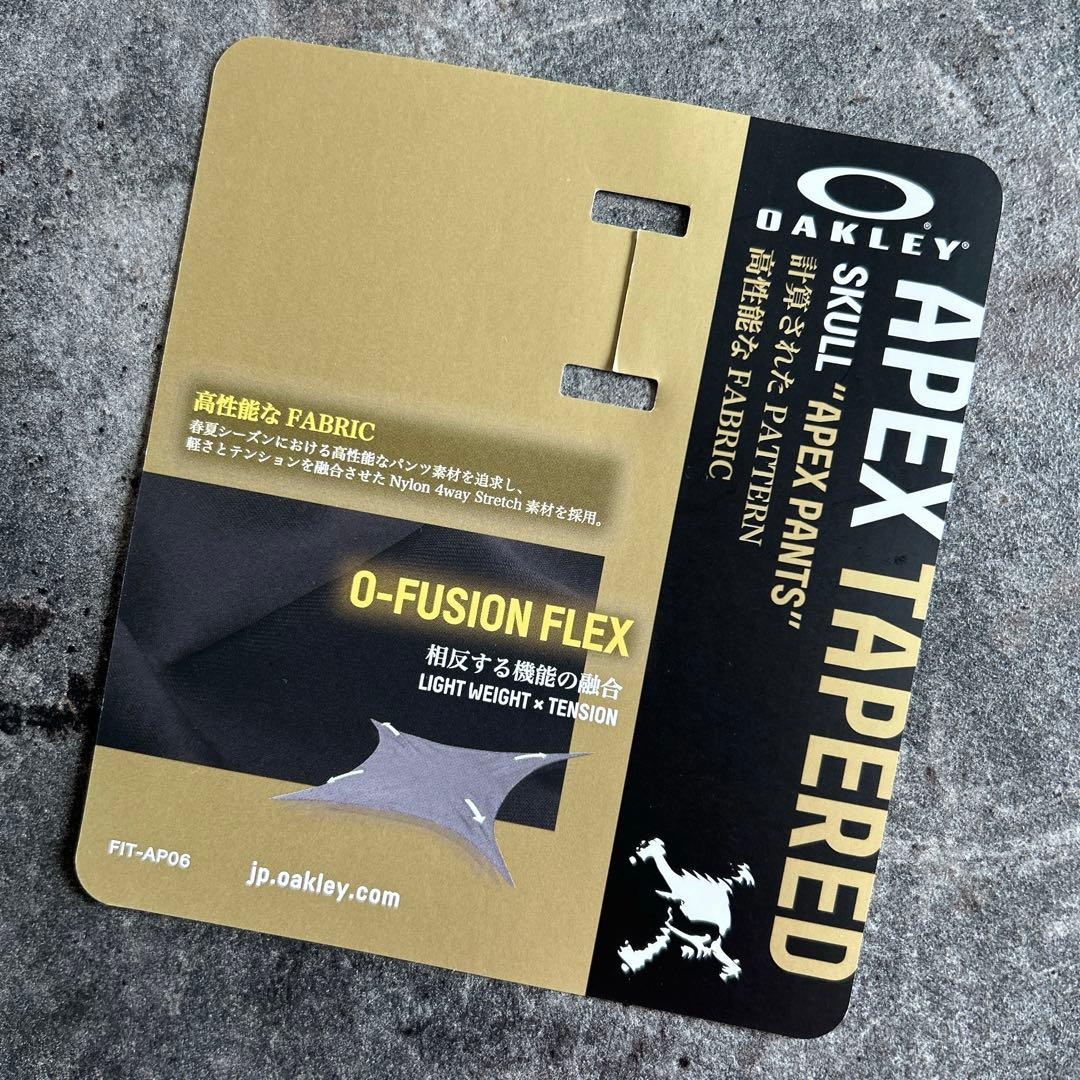 OAKLEY®
APEX TAPERED
SKULL "APEX PANTS"
計算された PATTERN
高性能な FABRIC
高性能な FABRIC
春夏シーズンにおける高性能なパンツ素材を追求し、
軽さとテンションを融合させた Nylon 4way Stretch 素材を採用。
O-FUSION FLEX
相反する機能の融合
LIGHT WEIGHT × TENSION
FIT-AP06
jp.oakley.com